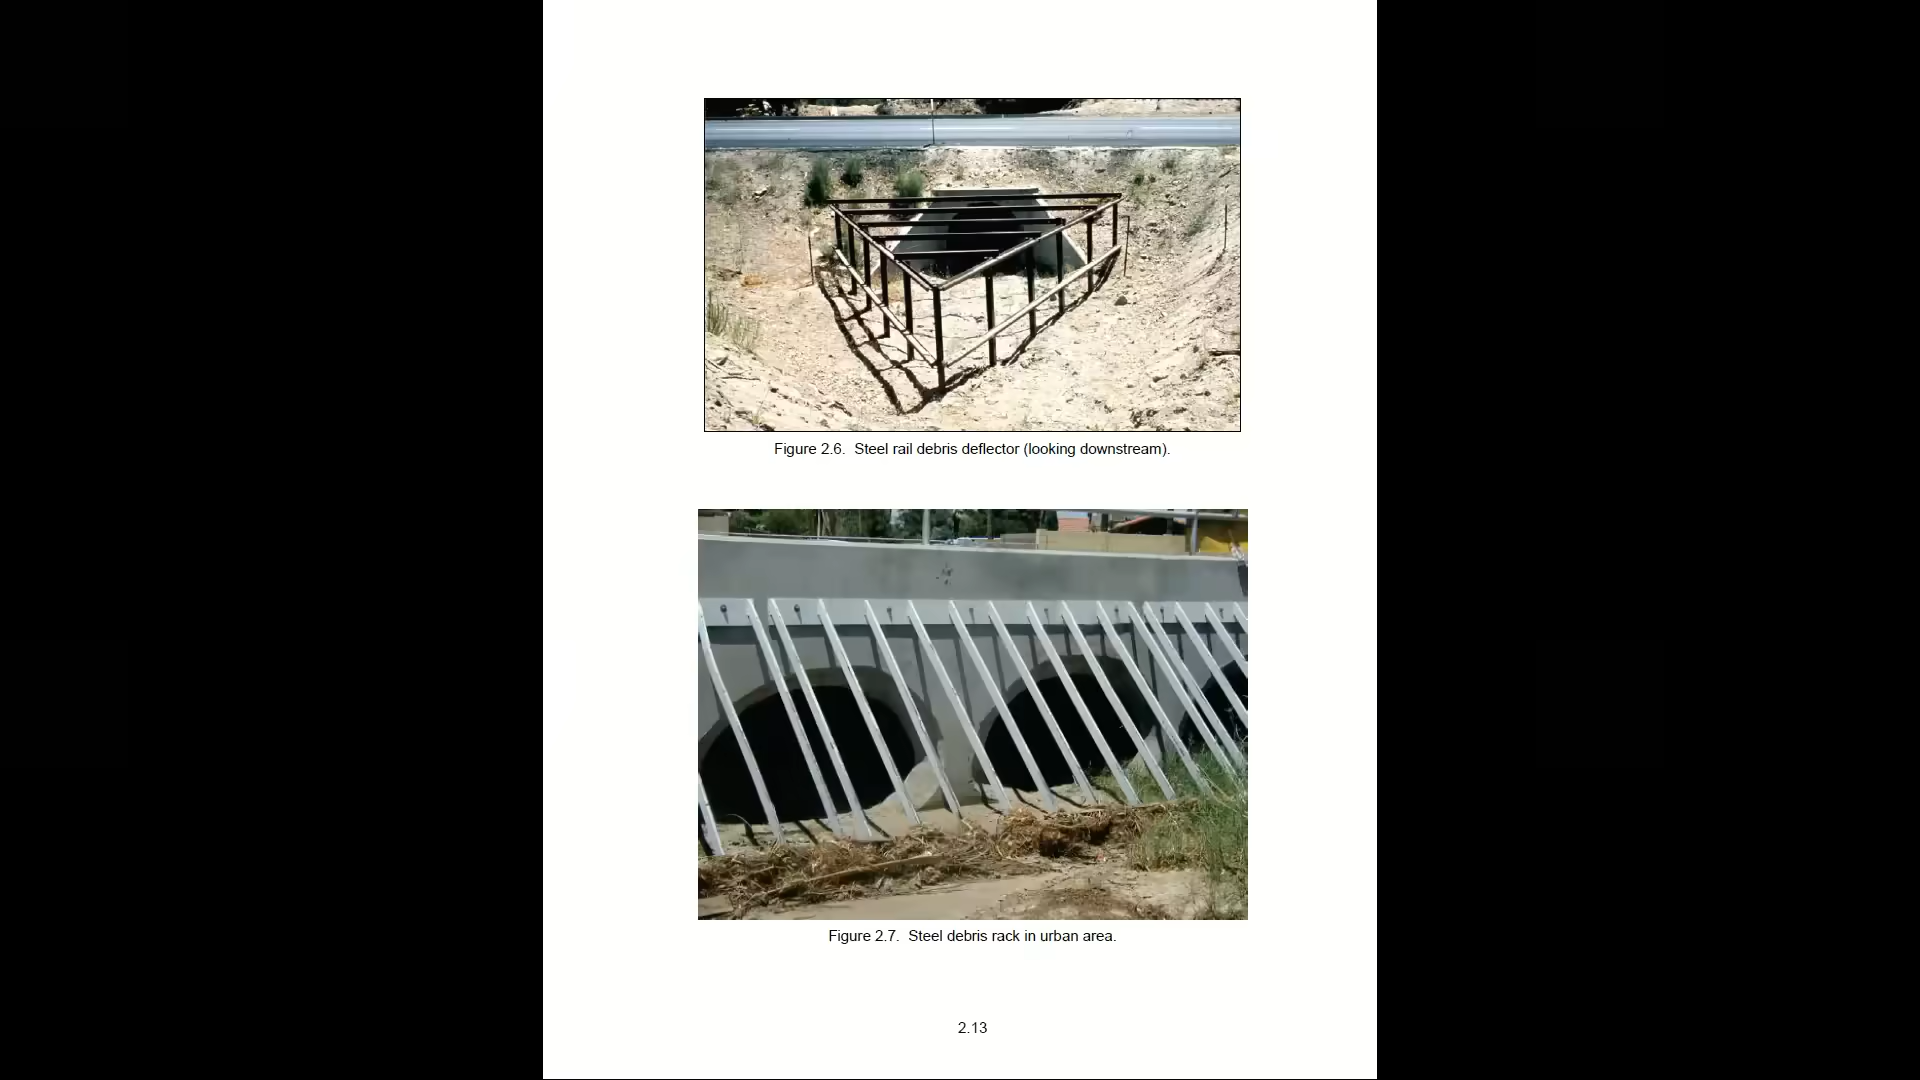 Figure 2.6.  Steel rail debris deflector (looking downstream).
Figure 2.7.  Steel debris rack in urban area.
2.13